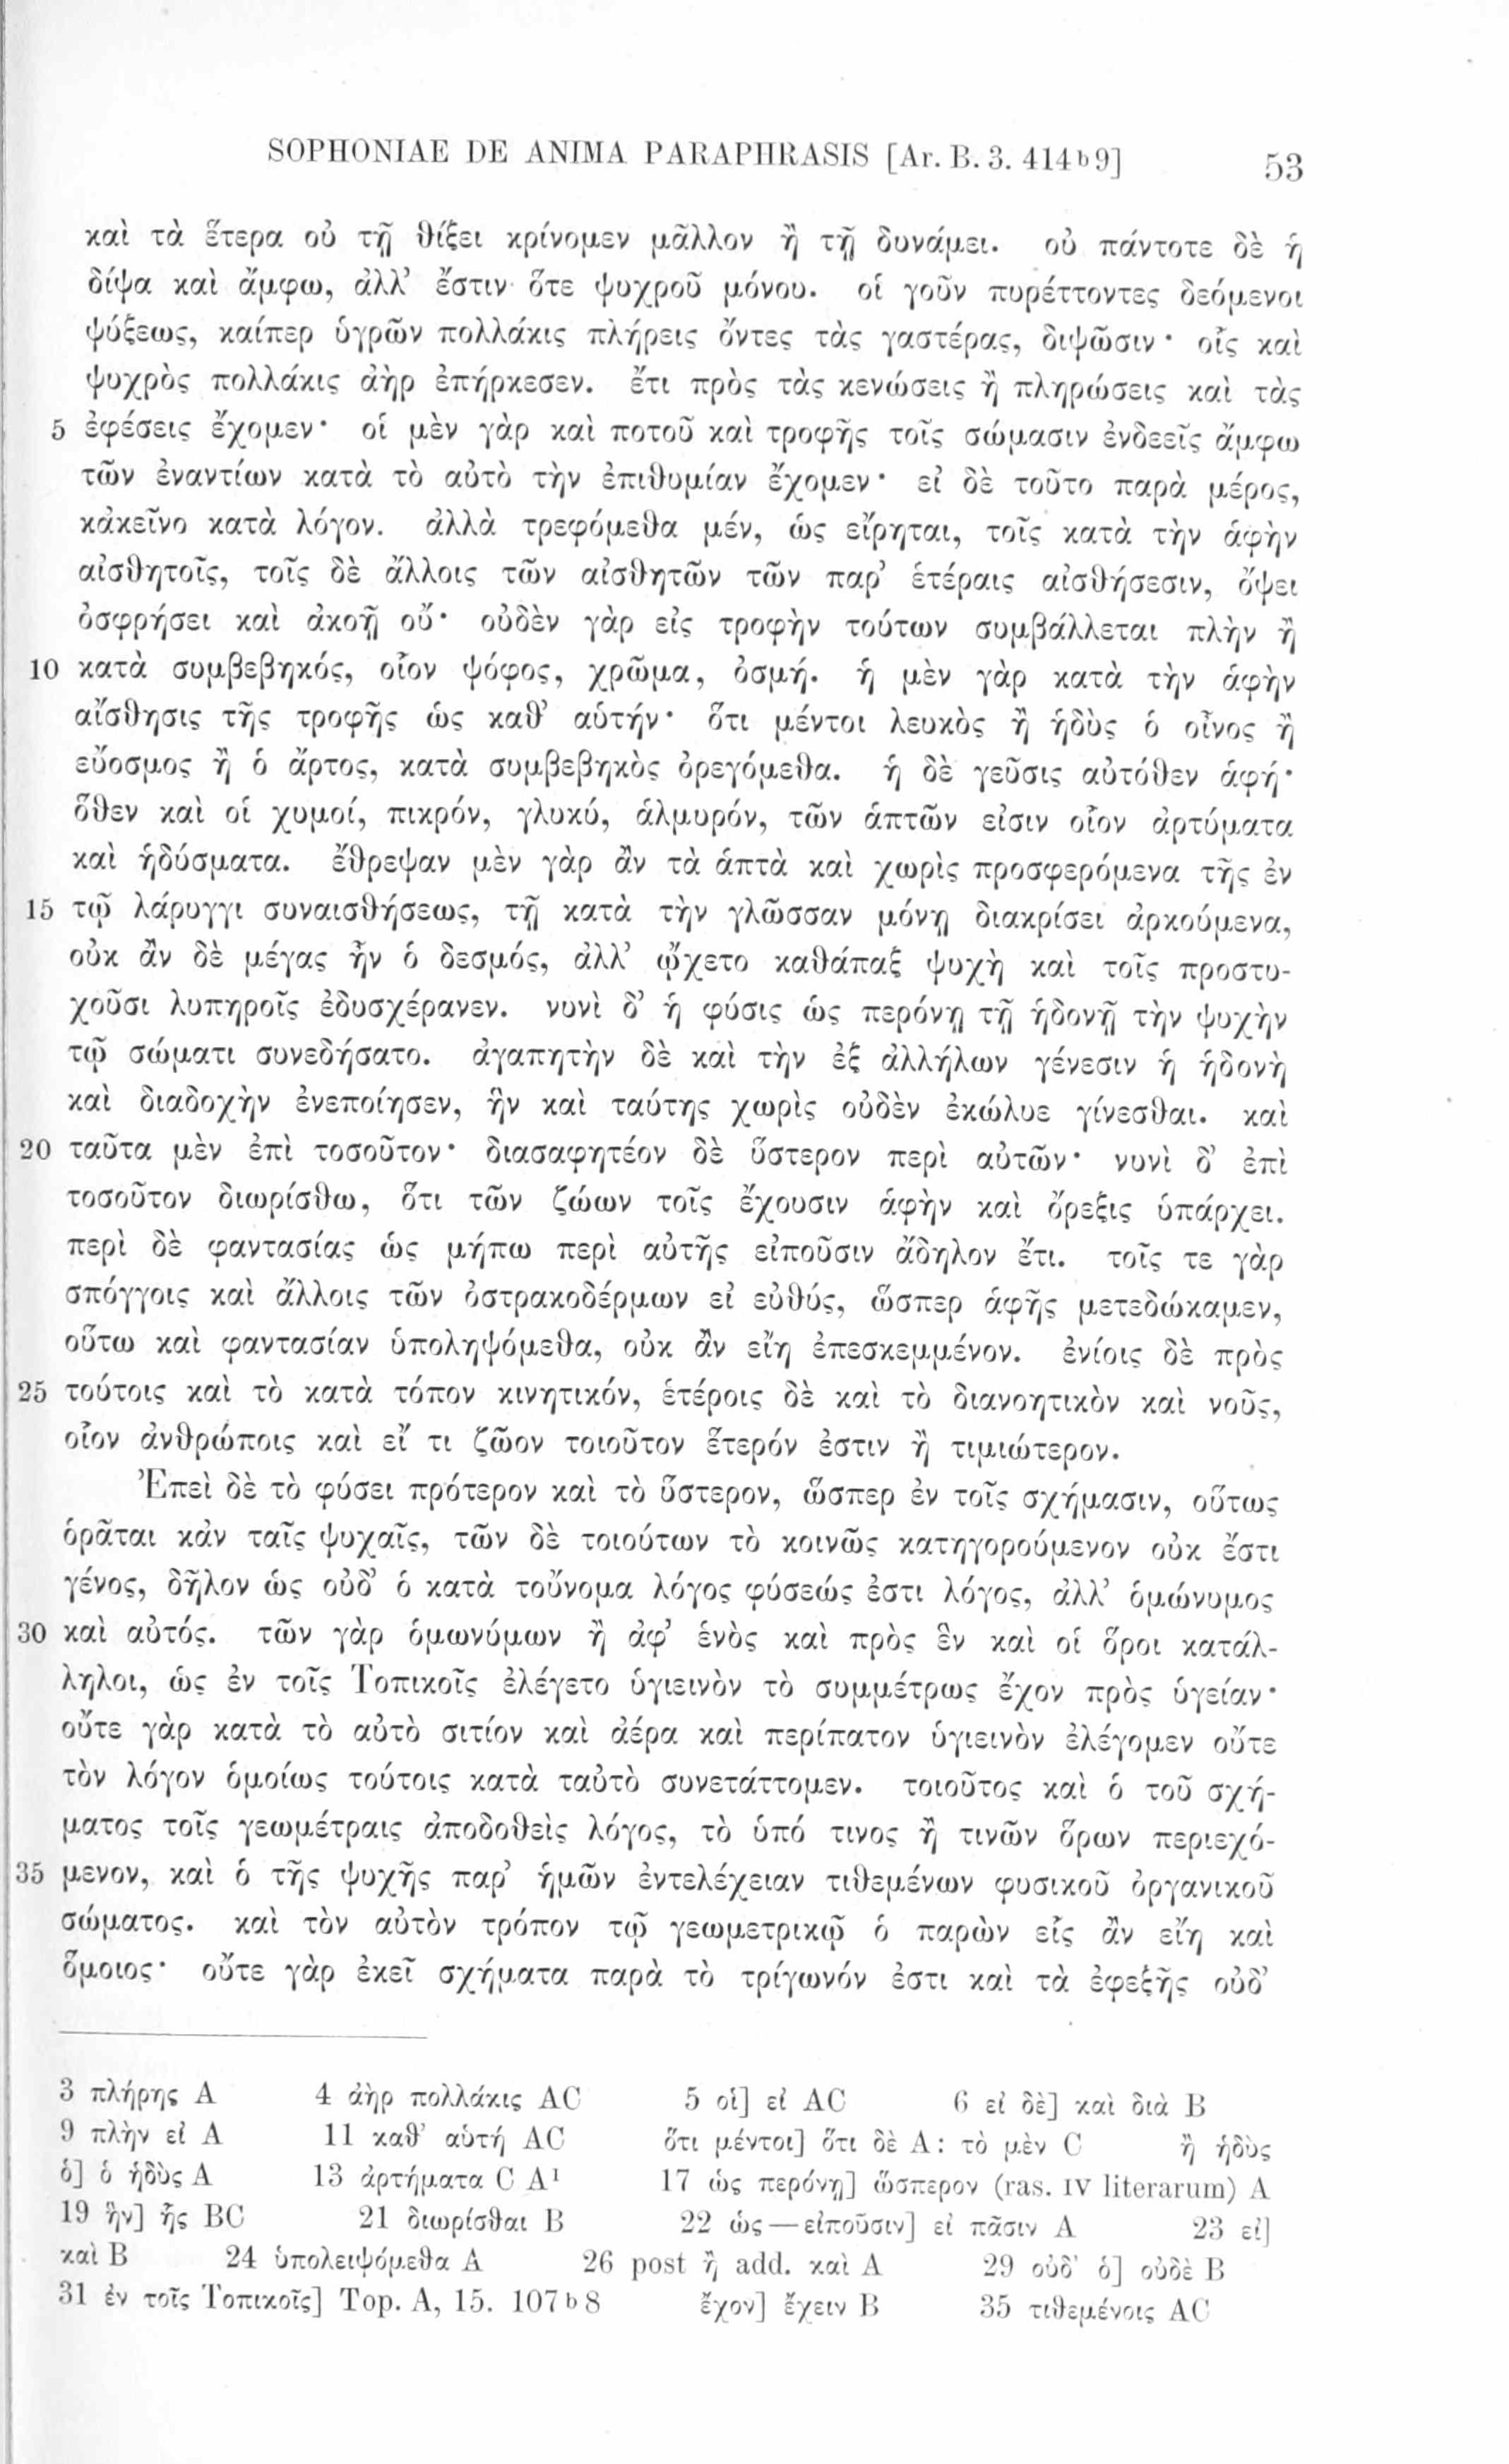 SOPHONIAE DE ANIMA PARAPHRASIS [Ar. B. 3. 414 b 9] 53
καὶ τὰ ἕτερα οὐ τῇ θίξει κρίνομεν μᾶλλον ἢ τῇ δυνάμει. οὐ πάντοτε δὲ ἡ
δίψα καὶ ἄμφω, ἀλλ’ ἔστιν ὅτε ψυχροῦ μόνου. οἱ γοῦν πυρέττοντες δεόμενοι
ψύξεως, καίπερ ὑγρῶν πολλάκις πλήρεις ὄντες τὰς γαστέρας, διψῶσιν· οἷς καὶ
ψυχρὸς πολλάκις ἀὴρ ἐπήρκεσεν. ἔτι πρὸς τὰς κενώσεις ἢ πληρώσεις καὶ τὰς
5 ἐφέσεις ἔχομεν· οἱ μὲν γὰρ καὶ ποτοῦ καὶ τροφῆς τοῖς σώμασιν ἐνδεεῖς ἄμφω
τῶν ἐναντίων κατὰ τὸ αὐτὸ τὴν ἐπιθυμίαν ἔχομεν· εἰ δὲ τοῦτο παρὰ μέρος,
κἀκεῖνο κατὰ λόγον. ἀλλὰ τρεφόμεθα μέν, ὡς εἴρηται, τοῖς κατὰ τὴν ἁφὴν
αἰσθητοῖς, τοῖς δὲ ἄλλοις τῶν αἰσθητῶν τῶν παρ’ ἑτέραις αἰσθήσεσιν, ὄψει
ὀσφρήσει καὶ ἀκοῇ οὔ· οὐδὲν γὰρ εἰς τροφὴν τούτων συμβάλλεται πλὴν ἢ
10 κατὰ συμβεβηκός, οἷον ψόφος, χρῶμα, ὀσμή. ἡ μὲν γὰρ κατὰ τὴν ἁφὴν
αἴσθησις τῆς τροφῆς ὡς καθ’ αὑτήν· ὅτι μέντοι λευκὸς ἢ ἡδὺς ὁ οἶνος ἢ
εὔοσμος ἢ ὁ ἄρτος, κατὰ συμβεβηκὸς ὀρεγόμεθα. ἡ δὲ γεῦσις αὐτόθεν ἁφή·
ὅθεν καὶ οἱ χυμοί, πικρόν, γλυκύ, ἁλμυρόν, τῶν ἁπτῶν εἰσιν οἷον ἀρτύματα
καὶ ἡδύσματα. ἔθρεψαν μὲν γὰρ ἂν τὰ ἁπτὰ καὶ χωρὶς προσφερόμενα τῆς ἐν
15 τῷ λάρυγγι συναισθήσεως, τῇ κατὰ τὴν γλῶσσαν μόνῃ διακρίσει ἀρκούμενα,
οὐκ ἂν δὲ μέγας ἦν ὁ δεσμός, ἀλλ’ ᾤχετο καθάπαξ ψυχὴ καὶ τοῖς προστυ-
χοῦσι λυπηροῖς ἐδυσχέρανεν. νυνὶ δ’ ἡ φύσις ὡς περόνῃ τῇ ἡδονῇ τὴν ψυχὴν
τῷ σώματι συνεδήσατο. ἀγαπητὴν δὲ καὶ τὴν ἐξ ἀλλήλων γένεσιν ἡ ἡδονὴ
καὶ διαδοχὴν ἐνεποίησεν, ἣν καὶ ταύτης χωρὶς οὐδὲν ἐκώλυε γίνεσθαι. καὶ
20 ταῦτα μὲν ἐπὶ τοσοῦτον· διασαφητέον δὲ ὕστερον περὶ αὐτῶν· νυνὶ δ’ ἐπὶ
τοσοῦτον διωρίσθω, ὅτι τῶν ζώων τοῖς ἔχουσιν ἁφὴν καὶ ὄρεξις ὑπάρχει.
περὶ δὲ φαντασίας ὡς μήπω περὶ αὐτῆς εἰποῦσιν ἄδηλον ἔτι. τοῖς τε γὰρ
σπόγγοις καὶ ἄλλοις τῶν ὀστρακοδέρμων εἰ εὐθύς, ὥσπερ ἁφῆς μετεδώκαμεν,
οὕτω καὶ φαντασίαν ὑποληψόμεθα, οὐκ ἂν εἴη ἐπεσκεμμένον. ἐνίοις δὲ πρὸς
25 τούτοις καὶ τὸ κατὰ τόπον κινητικόν, ἑτέροις δὲ καὶ τὸ διανοητικὸν καὶ νοῦς,
οἷον ἀνθρώποις καὶ εἴ τι ζῶον τοιοῦτον ἕτερόν ἐστιν ἢ τιμιώτερον.
Ἐπεὶ δὲ τὸ φύσει πρότερον καὶ τὸ ὕστερον, ὥσπερ ἐν τοῖς σχήμασιν, οὕτως
ὁρᾶται κἀν ταῖς ψυχαῖς, τῶν δὲ τοιούτων τὸ κοινῶς κατηγορούμενον οὐκ ἔστι
γένος, δῆλον ὡς οὐδ’ ὁ κατὰ τοὔνομα λόγος φύσεώς ἐστι λόγος, ἀλλ’ ὁμώνυμος
30 καὶ αὐτός. τῶν γὰρ ὁμωνύμων ἢ ἀφ’ ἑνὸς καὶ πρὸς ἓν καὶ οἱ ὅροι κατάλ-
ληλοι, ὡς ἐν τοῖς Τοπικοῖς ἐλέγετο ὑγιεινὸν τὸ συμμέτρως ἔχον πρὸς ὑγείαν·
οὔτε γὰρ κατὰ τὸ αὐτὸ σιτίον καὶ ἀέρα καὶ περίπατον ὑγιεινὸν ἐλέγομεν οὔτε
τὸν λόγον ὁμοίως τούτοις κατὰ ταὐτὸ συνετάττομεν. τοιοῦτος καὶ ὁ τοῦ σχή-
ματος τοῖς γεωμέτραις ἀποδοθεὶς λόγος, τὸ ὑπό τινος ἤ τινῶν ὅρων περιεχό-
35 μενον, καὶ ὁ τῆς ψυχῆς παρ’ ἡμῶν ἐντελέχειαν τιθεμένων φυσικοῦ ὀργανικοῦ
σώματος. καὶ τὸν αὐτὸν τρόπον τῷ γεωμετρικῷ ὁ παρὼν εἷς ἂν εἴη καὶ
ὅμοιος· οὔτε γὰρ ἐκεῖ σχήματα παρὰ τὸ τρίγωνόν ἐστι καὶ τὰ ἐφεξῆς οὐδ’
3 πλήρης A 4 ἀὴρ πολλάκις AC 5 οἱ] εἰ AC 6 εἰ δὲ] καὶ διὰ B
9 πλὴν εἰ A 11 καθ’ αὑτή AC ὅτι μέντοι] ὅτι δὲ A: τὸ μὲν C ἢ ἡδὺς
ὁ] ὁ ἡδὺς A 13 ἀρτήματα C A¹ 17 ὡς περόνῃ] ὥσπερον (ras. IV literarum) A
19 ἣν] ἧς BC 21 διωρίσθαι B 22 ὡς — εἰποῦσιν] εἰ πᾶσιν A 23 εἰ]
καὶ B 24 ὑπολειψόμεθα A 26 post ἢ add. καὶ A 29 οὐδ’ ὁ] οὐδὲ B
31 ἐν τοῖς Τοπικοῖς] Top. A, 15. 107 b 8 ἔχον] ἔχειν B 35 τιθεμένοις AC